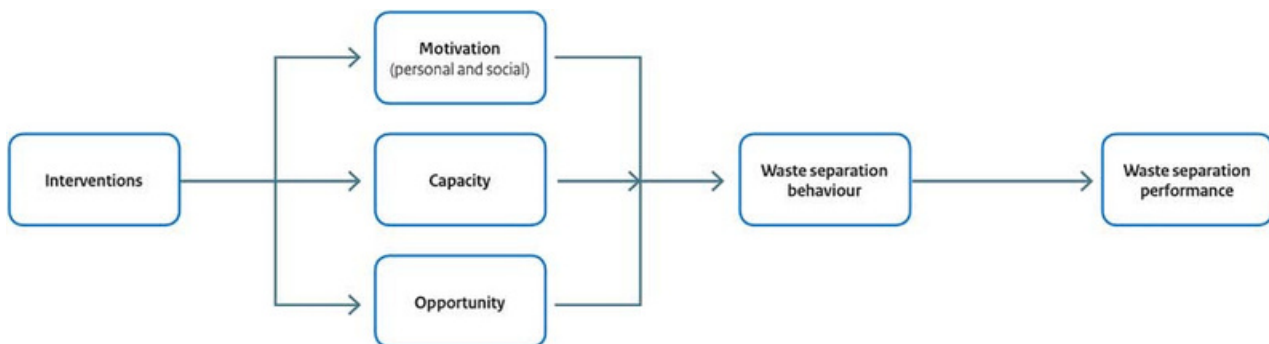 Motivation
(personal and social)
Interventions
Capacity
Waste separation
behaviour
Waste separation
performance
Opportunity